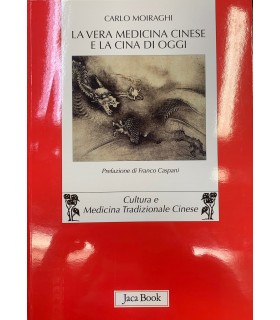 CARLO MOIRAGHI
LA VERA MEDICINA CINESE
E LA CINA DI OGGI
Prefazione di Franco Caspani
Cultura e
Medicina Tradizionale Cinese
Jaca Book